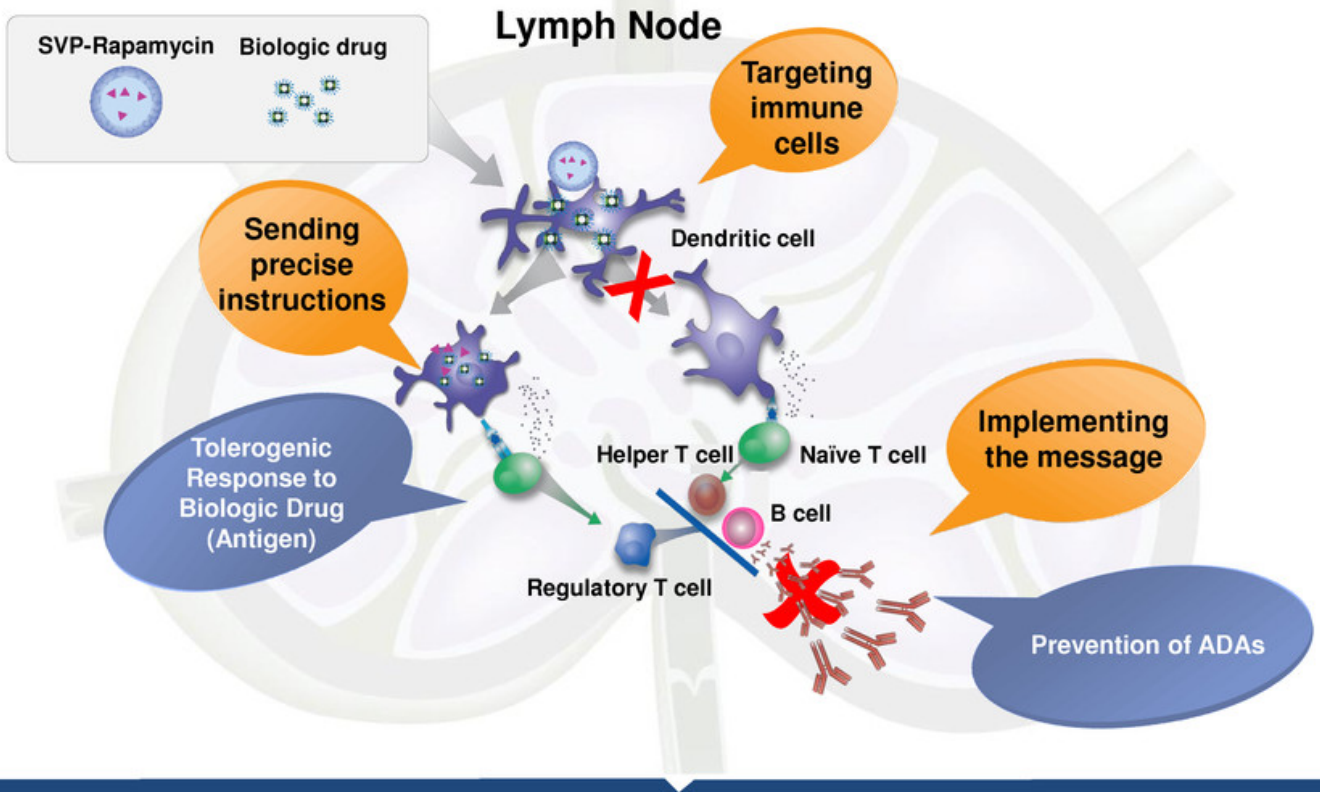 Lymph Node
SVP-Rapamycin
Biologic drug
Targeting
immune
cells
Sending
precise
instructions
Dendritic cell
Tolerogenic
Response to
Biologic Drug
(Antigen)
Helper T cell
Naïve T cell
Implementing
the message
B cell
Regulatory T cell
Prevention of ADAs